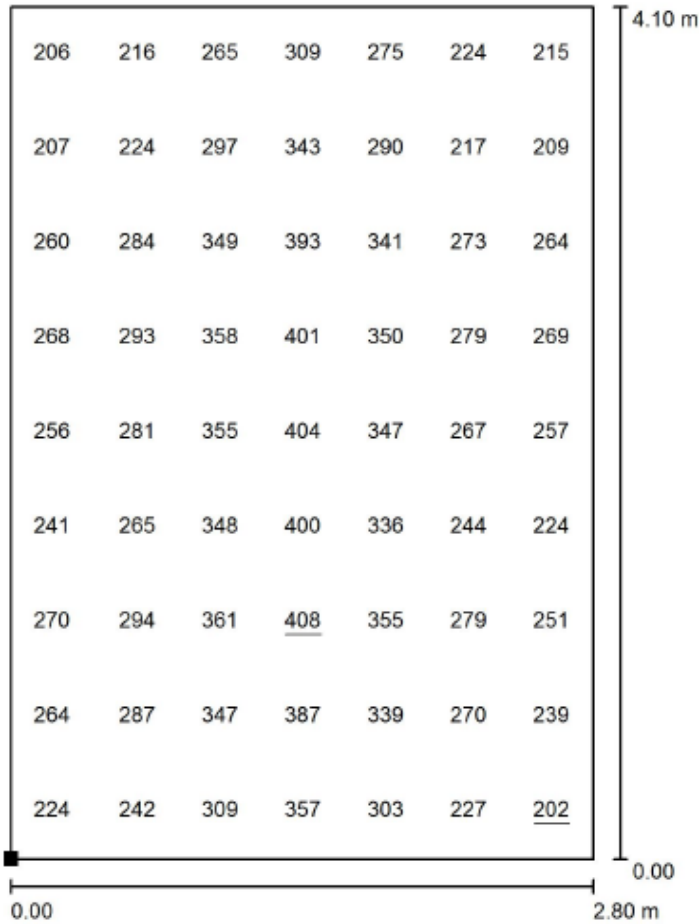 4.10 m
206 216 265 309 275 224 215
207 224 297 343 290 217 209
260 284 349 393 341 273 264
268 293 358 401 350 279 269
256 281 355 404 347 267 257
241 265 348 400 336 244 224
270 294 361 408 355 279 251
264 287 347 387 339 270 239
224 242 309 357 303 227 202
0.00
0.00 2.80 m